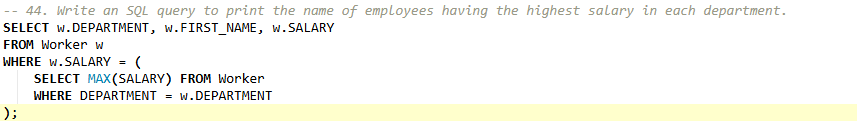 -- 44. Write an SQL query to print the name of employees having the highest salary in each department.
SELECT w.DEPARTMENT, w.FIRST_NAME, w.SALARY
FROM Worker w
WHERE w.SALARY = (
    SELECT MAX(SALARY) FROM Worker
    WHERE DEPARTMENT = w.DEPARTMENT
);